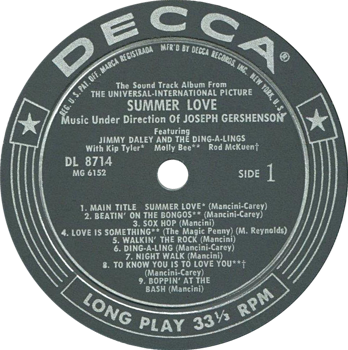 DECCA®
REG. U.S. PAT. OFF. MARCA REGISTRADA • MFR'D BY DECCA RECORDS, INC., NEW YORK, U.S.A.
The Sound Track Album From
THE UNIVERSAL-INTERNATIONAL PICTURE
SUMMER LOVE
Music Under Direction Of JOSEPH GERSHENSON
Featuring
JIMMY DALEY AND THE DING-A-LINGS
With Kip Tyler* Molly Bee** Rod McKuen†
DL 8714
MG 6152
SIDE 1
1. MAIN TITLE SUMMER LOVE* (Mancini-Carey)
2. BEATIN' ON THE BONGOS** (Mancini-Carey)
3. SOX HOP (Mancini)
4. LOVE IS SOMETHING** (The Magic Penny) (M. Reynolds)
5. WALKIN' THE ROCK (Mancini)
6. DING-A-LING (Mancini-Carey)
7. NIGHT WALK (Mancini)
8. TO KNOW YOU IS TO LOVE YOU**†
(Mancini-Carey)
9. BOPPIN' AT THE
BASH (Mancini)
LONG PLAY 33⅓ RPM